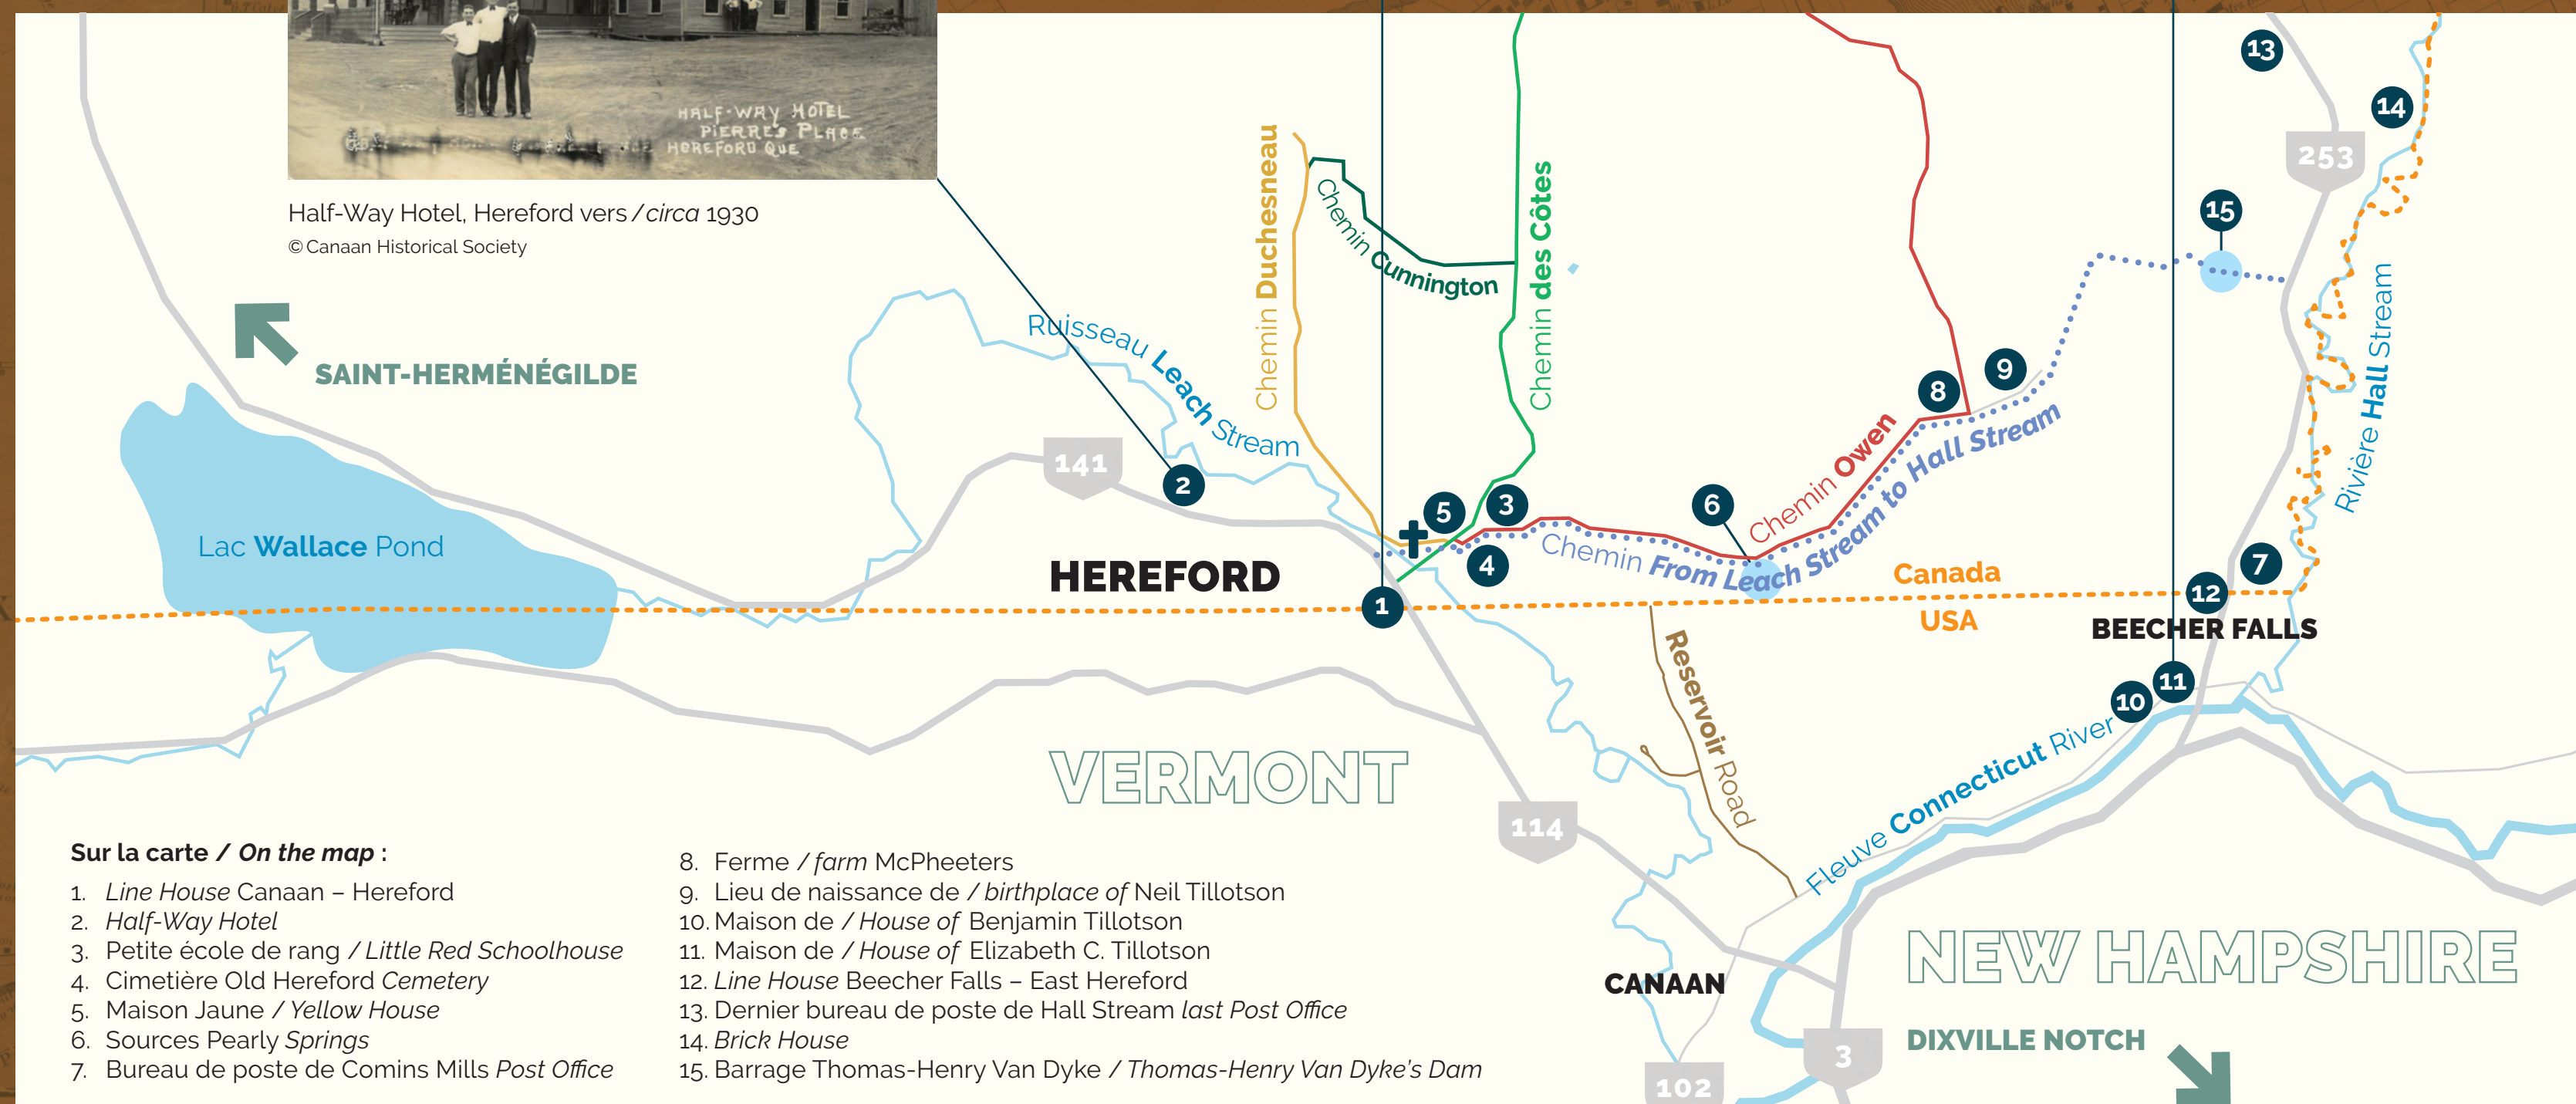 HALF-WAY HOTEL
PIERRE'S PLACE
HEREFORD QUE
Half-Way Hotel, Hereford vers / circa 1930
© Canaan Historical Society
SAINT-HERMÉNÉGILDE
Lac Wallace Pond
Ruisseau Leach Stream
Chemin Duchesneau
Chemin Cunnington
Chemin des Côtes
13
14
253
15
Rivière Hall Stream
9
8
Chemin Owen
141
2
5
3
6
4
Chemin From Leach Stream to Hall Stream
HEREFORD
1
Canada
USA
7
12
BEECHER FALLS
11
10
Reservoir Road
Fleuve Connecticut River
VERMONT
114
CANAAN
NEW HAMPSHIRE
DIXVILLE NOTCH
3
102
Sur la carte / On the map :
1. Line House Canaan – Hereford
2. Half-Way Hotel
3. Petite école de rang / Little Red Schoolhouse
4. Cimetière Old Hereford Cemetery
5. Maison Jaune / Yellow House
6. Sources Pearly Springs
7. Bureau de poste de Comins Mills Post Office
8. Ferme / farm McPheeters
9. Lieu de naissance de / birthplace of Neil Tillotson
10. Maison de / House of Benjamin Tillotson
11. Maison de / House of Elizabeth C. Tillotson
12. Line House Beecher Falls – East Hereford
13. Dernier bureau de poste de Hall Stream last Post Office
14. Brick House
15. Barrage Thomas-Henry Van Dyke / Thomas-Henry Van Dyke's Dam